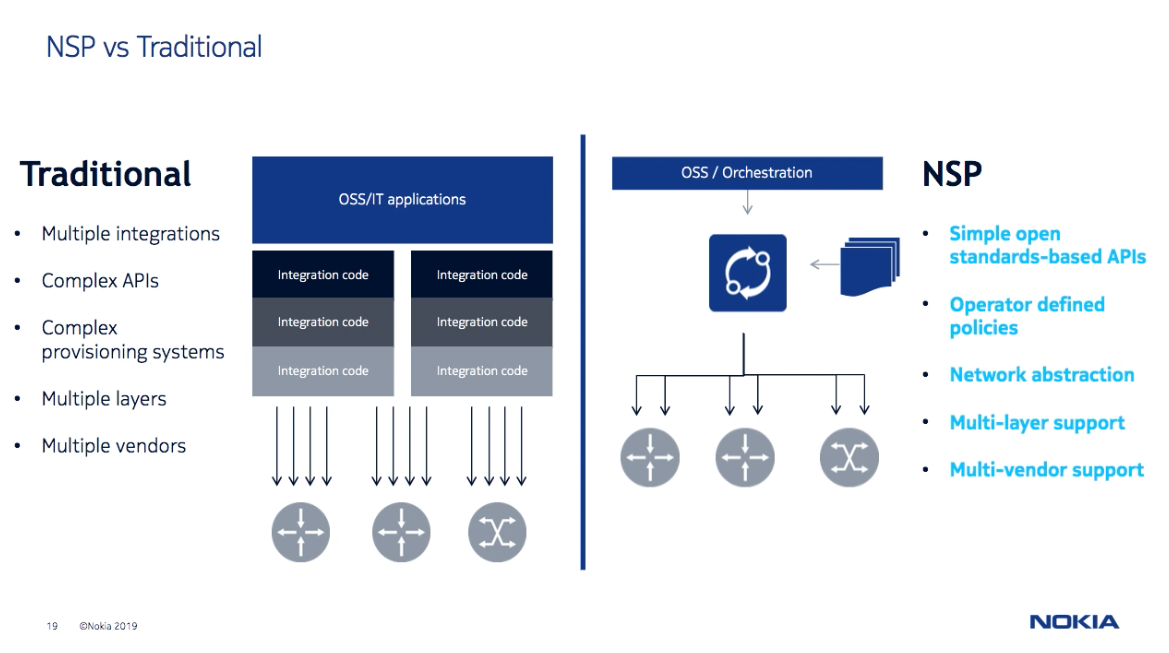 NSP vs Traditional
Traditional
• Multiple integrations
• Complex APIs
• Complex
provisioning systems
• Multiple layers
• Multiple vendors
OSS/IT applications
Integration code
Integration code
Integration code
Integration code
Integration code
Integration code
OSS / Orchestration
NSP
• Simple open
standards-based APIs
• Operator defined
policies
• Network abstraction
• Multi-layer support
• Multi-vendor support
19 ©Nokia 2019
NOKIA